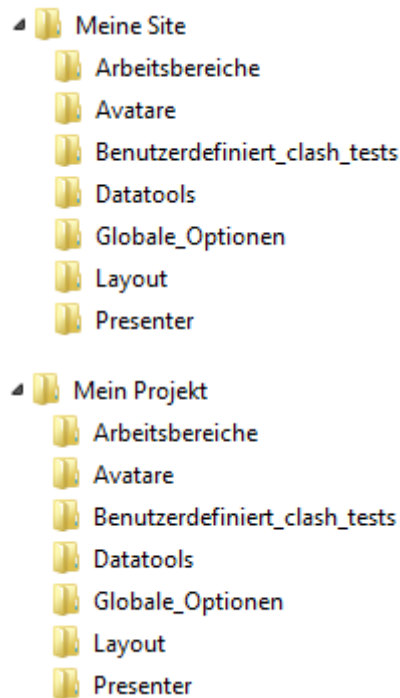 Meine Site
Arbeitsbereiche
Avatare
Benutzerdefiniert_clash_tests
Datatools
Globale_Optionen
Layout
Presenter
Mein Projekt
Arbeitsbereiche
Avatare
Benutzerdefiniert_clash_tests
Datatools
Globale_Optionen
Layout
Presenter